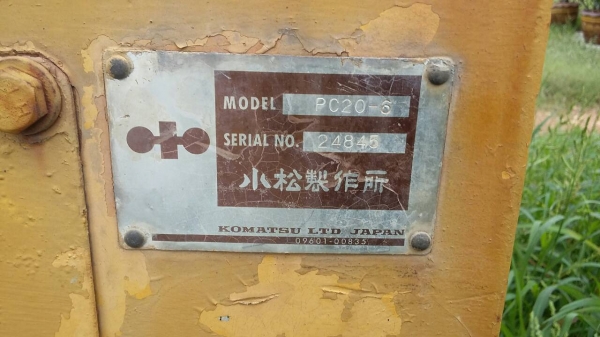 MODEL PC20-6
SERIAL NO. 24845
小松製作所
KOMATSU LTD JAPAN
09601-00835